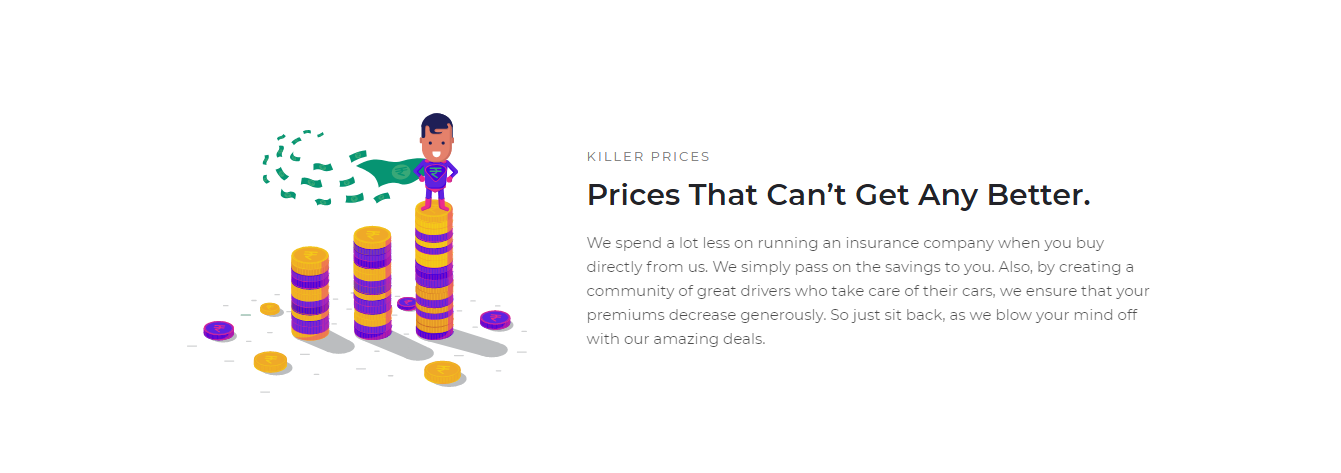 KILLER PRICES
Prices That Can’t Get Any Better.
We spend a lot less on running an insurance company when you buy
directly from us. We simply pass on the savings to you. Also, by creating a
community of great drivers who take care of their cars, we ensure that your
premiums decrease generously. So just sit back, as we blow your mind off
with our amazing deals.